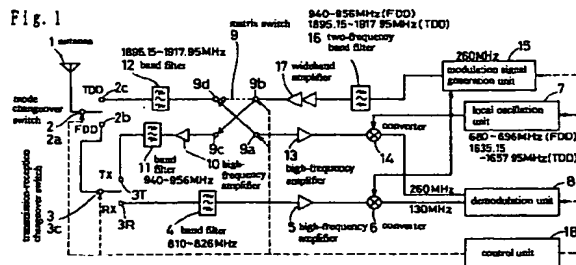 Fig. 1
1 antenna
matrix switch
9
940-956MHz(FDD)
1895.15~1917.95MHz(TDD)
16 two-frequency
band filter
1895.15~1917.95MHz
12 band filter
TDD
2c
9d
9b
17 wideband
amplifier
260MHz
15
modulation signal
generation unit
mode changeover switch
2
2a
FDD
2b
9c
9a
7
local oscillation
unit
680-696MHz(FDD)
1635.15
-1657.95MHz(TDD)
converter
14
11
band
filter
10 high-frequency
amplifier
940-956MHz
13
high-frequency
amplifier
transmission-reception
changeover switch
3
3c
TX
3T
RX
3R
4 band filter
810-826MHz
5 high-frequency
amplifier
6 converter
260MHz
130MHz
8
demodulation unit
18
control unit